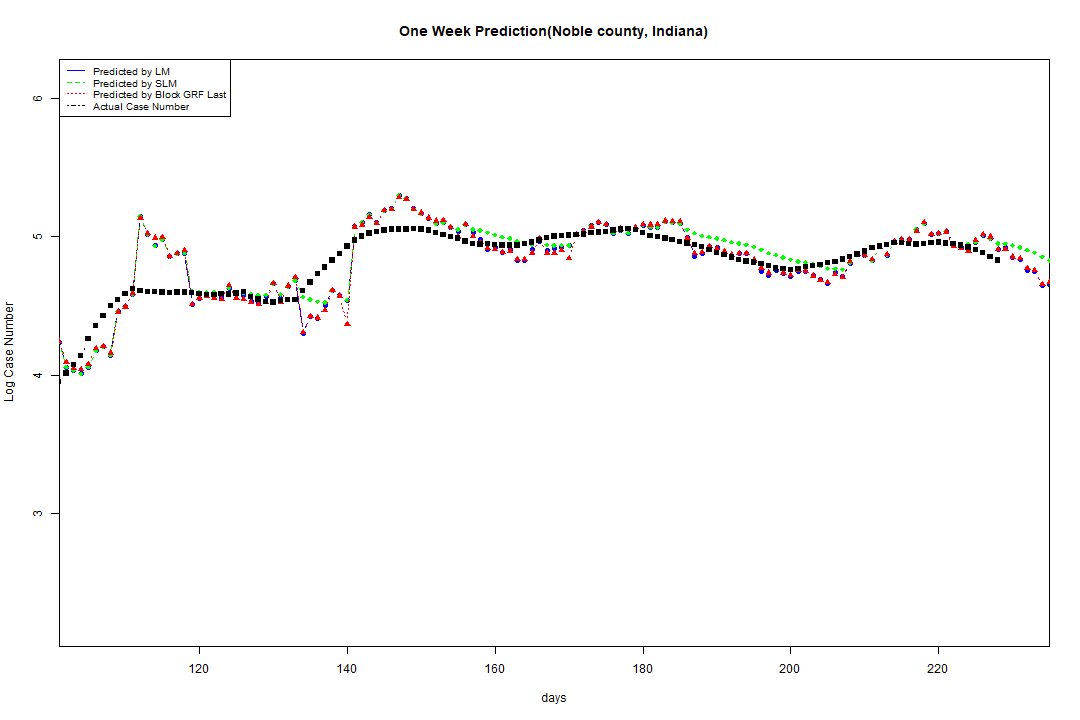 One Week Prediction(Noble county, Indiana)
Predicted by LM
Predicted by SLM
Predicted by Block GRF Last
Actual Case Number
6
5
4
3
Log Case Number
120 140 160 180 200 220
days